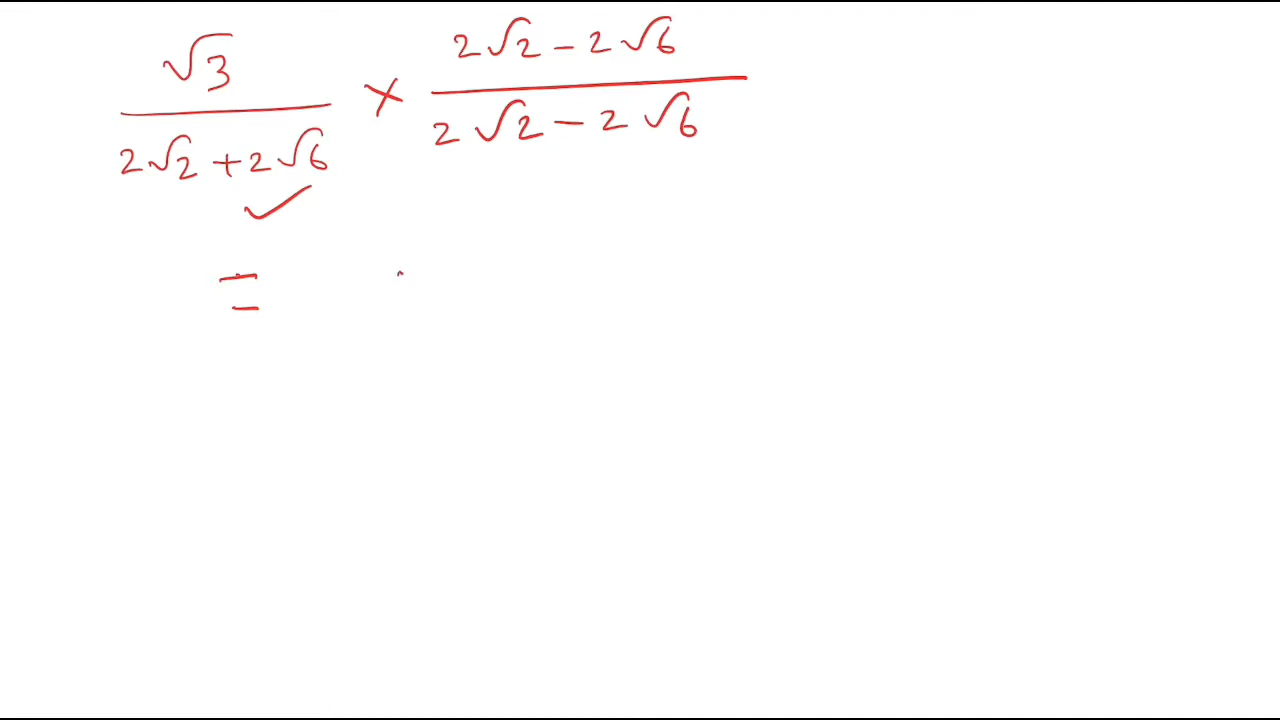 √3 / (2√2 + 2√6) × (2√2 − 2√6) / (2√2 − 2√6)
=